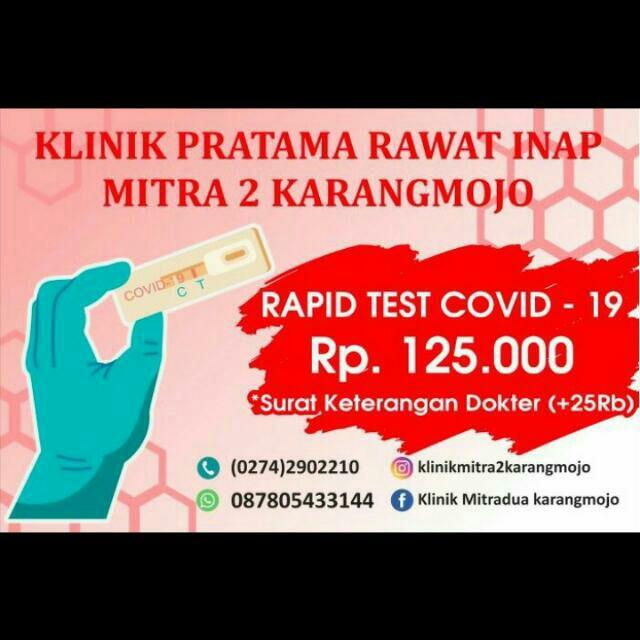 KLINIK PRATAMA RAWAT INAP
MITRA 2 KARANGMOJO
COVID-19
C T
RAPID TEST COVID - 19
Rp. 125.000
*Surat Keterangan Dokter (+25Rb)
(0274)2902210
klinikmitra2karangmojo
087805433144
Klinik Mitradua karangmojo